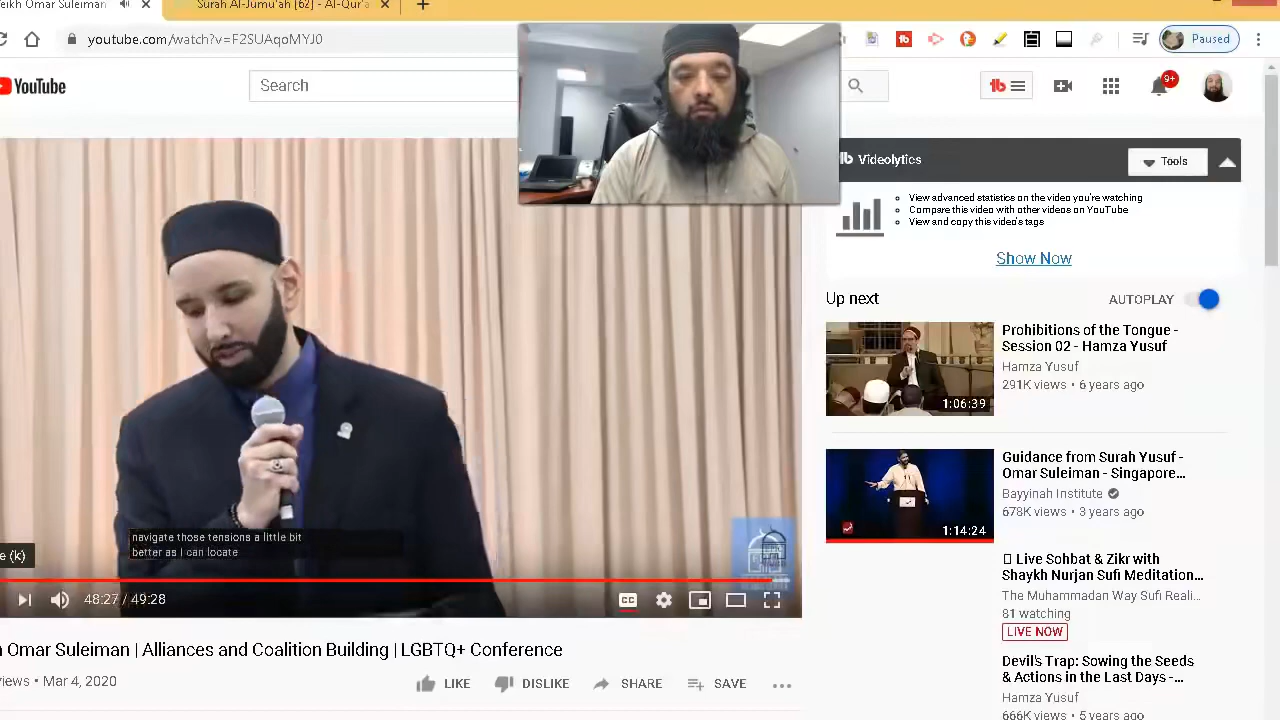 eikh Omar Suleiman
Surah Al-Jumu'ah [62] - Al-Qur'
youtube.com/watch?v=F2SUAqoMYJ0
Paused
YouTube
Search
9+
Videolytics
Tools
View advanced statistics on the video you're watching
Compare this video with other videos on YouTube
View and copy this video's tags
Show Now
Up next
AUTOPLAY
Prohibitions of the Tongue -
Session 02 - Hamza Yusuf
Hamza Yusuf
291K views • 6 years ago
1:06:39
Guidance from Surah Yusuf -
Omar Suleiman - Singapore...
Bayyinah Institute
678K views • 3 years ago
1:14:24
Live Sohbat & Zikr with
Shaykh Nurjan Sufi Meditation...
The Muhammadan Way Sufi Reali...
81 watching
LIVE NOW
Devil's Trap: Sowing the Seeds
& Actions in the Last Days -...
Hamza Yusuf
666K views • 5 years ago
navigate those tensions a little bit
better as I can locate
e (k)
48:27 / 49:28
CC
Omar Suleiman | Alliances and Coalition Building | LGBTQ+ Conference
iews • Mar 4, 2020
LIKE
DISLIKE
SHARE
SAVE